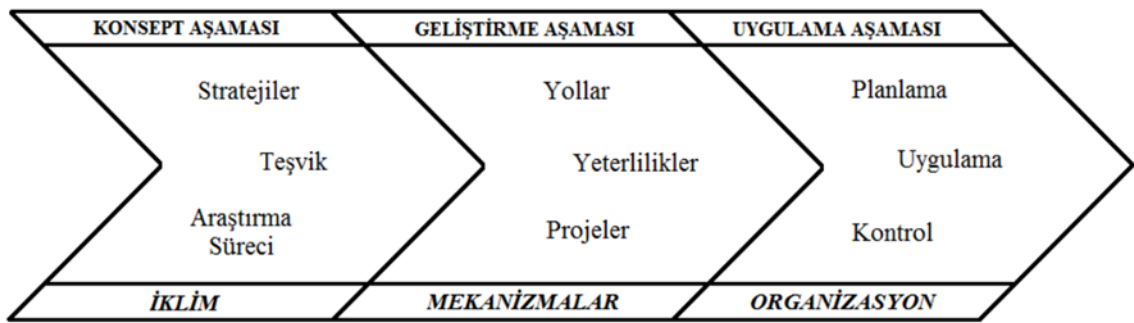 KONSEPT AŞAMASI
GELİŞTİRME AŞAMASI
UYGULAMA AŞAMASI
Stratejiler
Yollar
Planlama
Teşvik
Yeterlilikler
Uygulama
Araştırma
Süreci
Projeler
Kontrol
İKLİM
MEKANİZMALAR
ORGANİZASYON